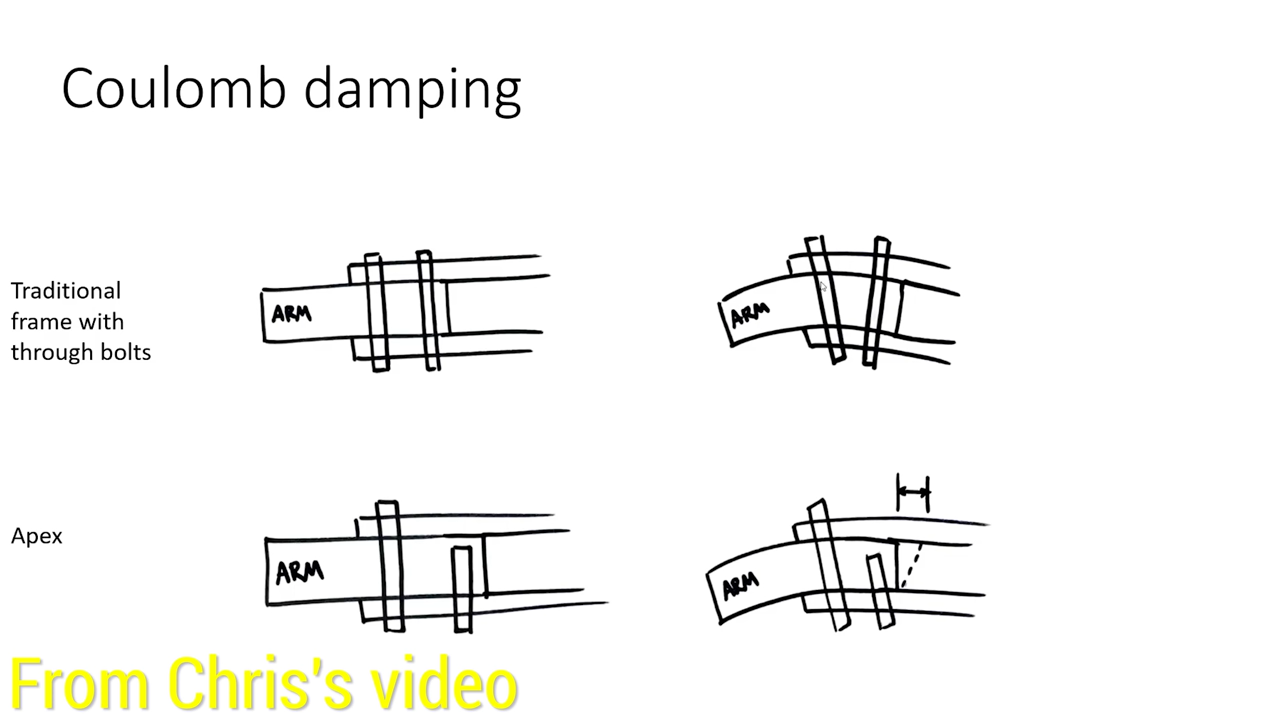 Coulomb damping
Traditional
frame with
through bolts
ARM
ARM
Apex
ARM
ARM
From Chris's video